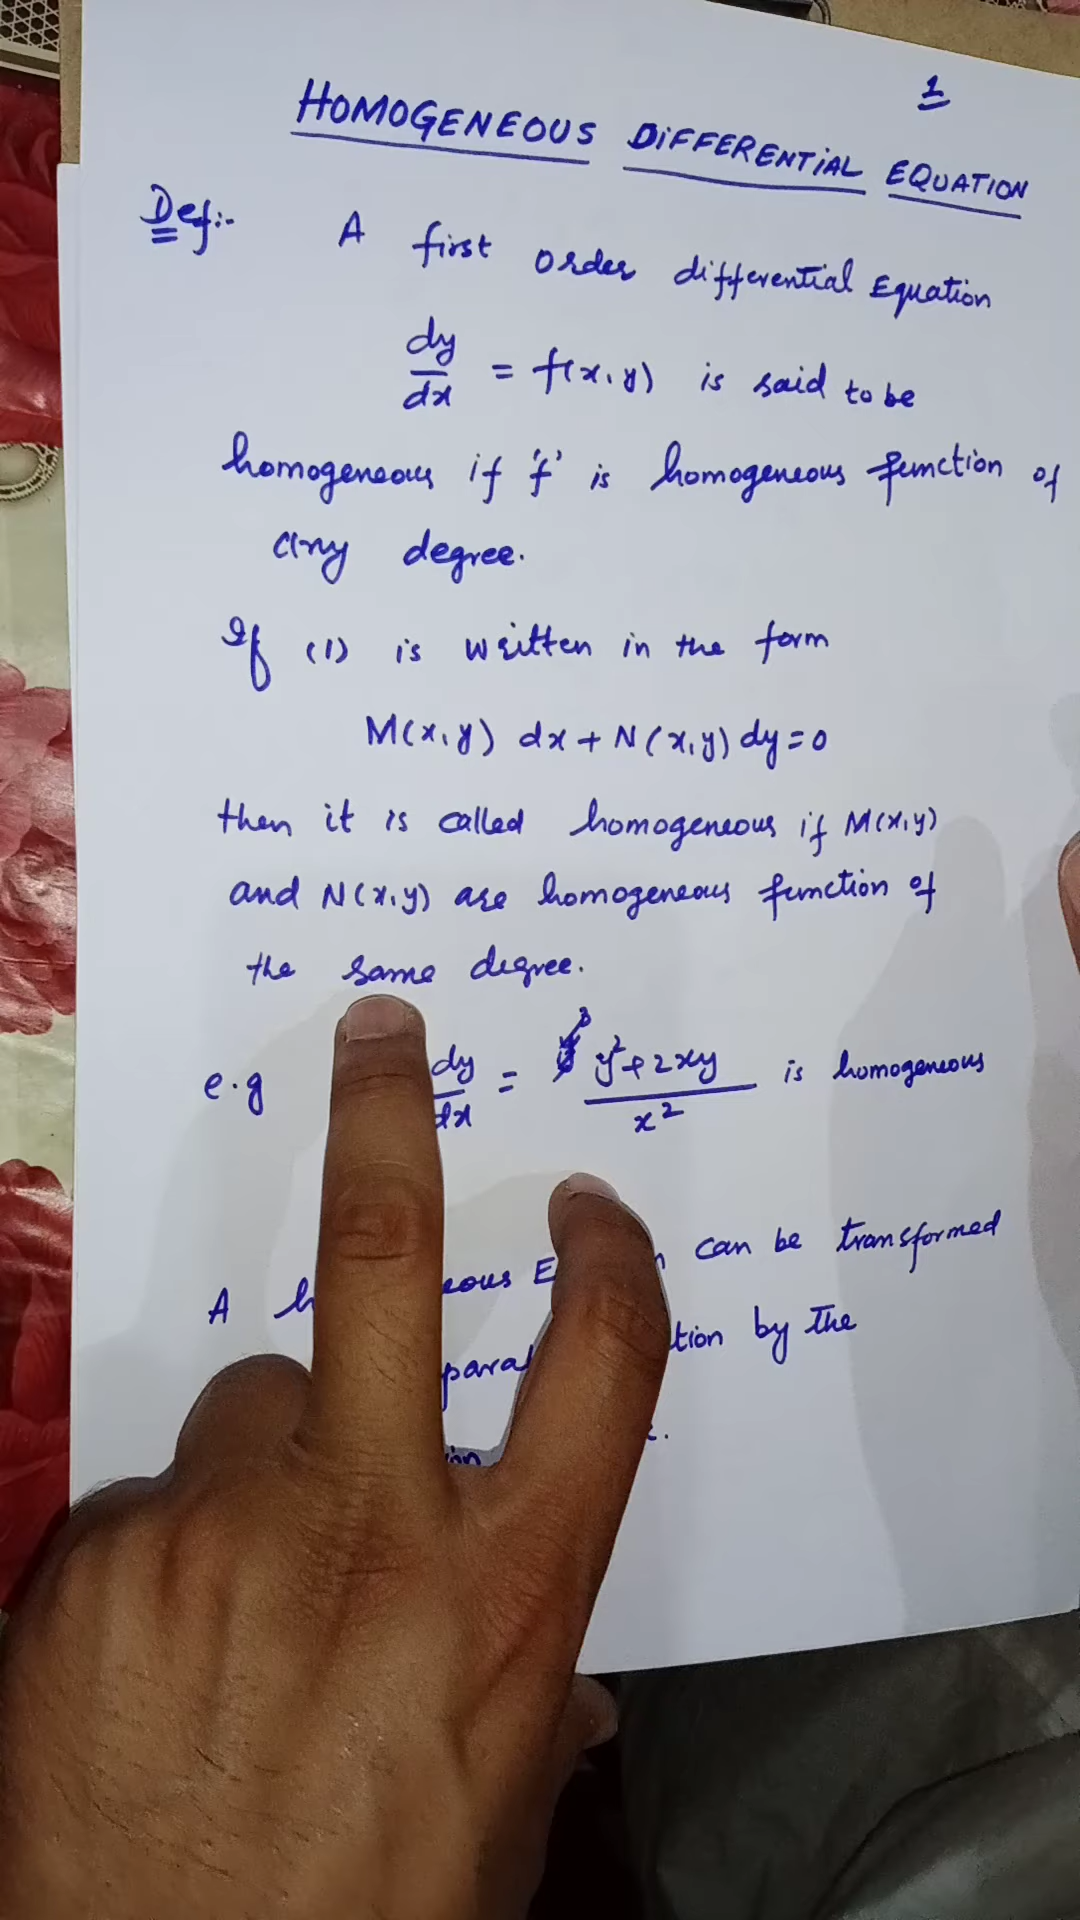 1
HOMOGENEOUS DIFFERENTIAL EQUATION
Def:- A first order differential Equation
dy/dx = f(x,y) is said to be
homogeneous if 'f' is homogeneous function of
any degree.
If (1) is written in the form
M(x,y) dx + N(x,y) dy = 0
then it is called homogeneous if M(x,y)
and N(x,y) are homogeneous function of
the same degree.
e.g dy/dx = y²+2xy/x² is homogeneous
A can be transformed
by the